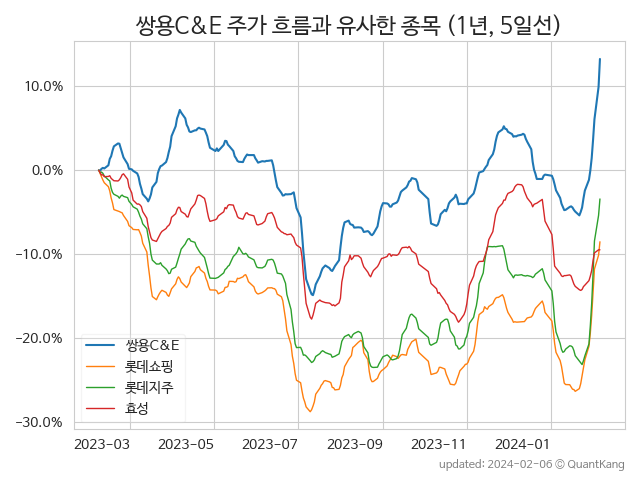 쌍용C&E 주가 흐름과 유사한 종목 (1년, 5일선)
10.0%
0.0%
−10.0%
−20.0%
−30.0%
쌍용C&E
롯데쇼핑
롯데지주
효성
2023-03 2023-05 2023-07 2023-09 2023-11 2024-01
updated: 2024-02-06 ⓒ QuantKang